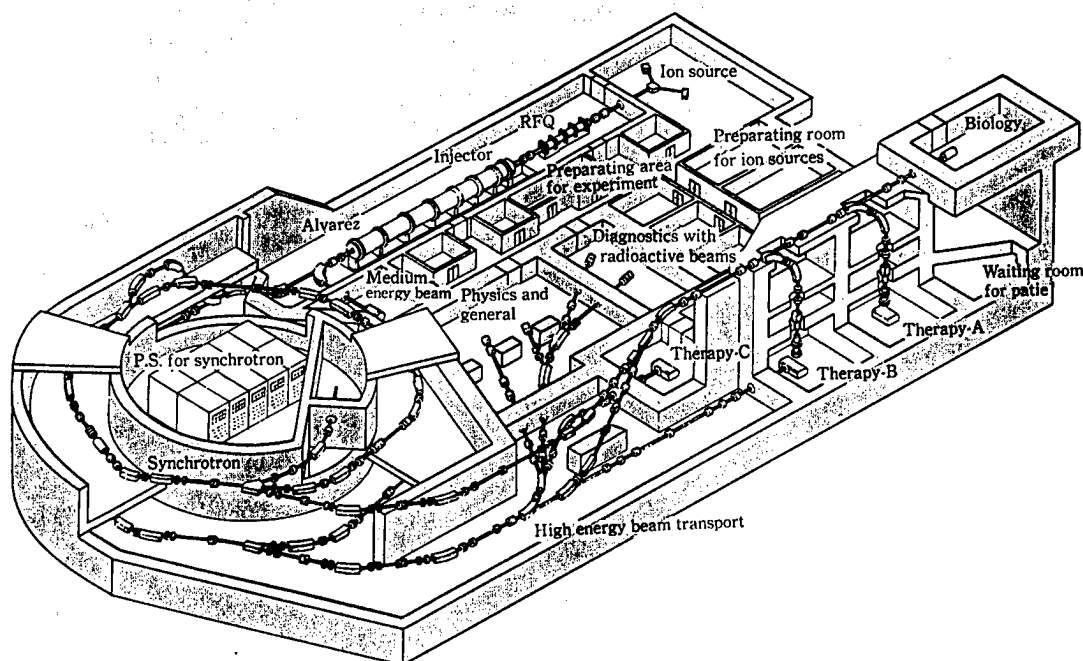 Ion source
RFQ
Injector
Biology
Preparating room
for ion sources
Preparating area
for experiment
Alvarez
Diagnostics with
radioactive beams
Medium
energy beam
Physics and
general
Waiting room
for patie
Therapy-A
P.S. for synchrotron
Therapy-C
Therapy-B
Synchrotron
High energy beam transport